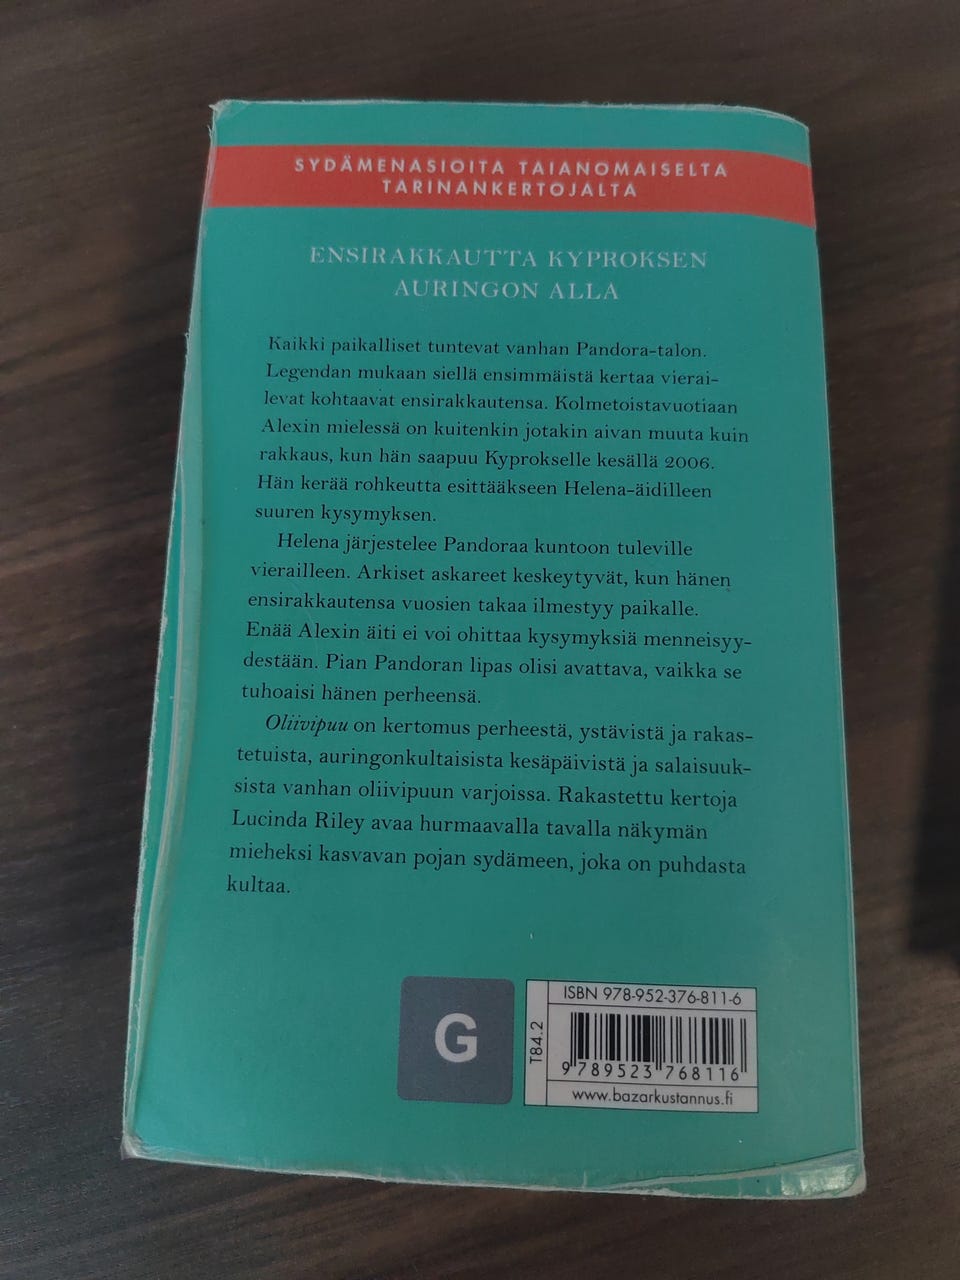 SYDÄMENASIOITA TAIANOMAISELTA
TARINANKERTOJALTA
ENSIRAKKAUTTA KYPROKSEN
AURINGON ALLA
Kaikki paikalliset tuntevat vanhan Pandora-talon.
Legendan mukaan siellä ensimmäistä kertaa vierai-
levat kohtaavat ensirakkautensa. Kolmetoistavuotiaan
Alexin mielessä on kuitenkin jotakin aivan muuta kuin
rakkaus, kun hän saapuu Kyprokselle kesällä 2006.
Hän kerää rohkeutta esittääkseen Helena-äidilleen
suuren kysymyksen.
Helena järjestelee Pandoraa kuntoon tuleville
vierailleen. Arkiset askareet keskeytyvät, kun hänen
ensirakkautensa vuosien takaa ilmestyy paikalle.
Enää Alexin äiti ei voi ohittaa kysymyksiä menneisyy-
destään. Pian Pandoran lipas olisi avattava, vaikka se
tuhoaisi hänen perheensä.
Oliivipuu on kertomus perheestä, ystävistä ja rakas-
tetuista, auringonkultaisista kesäpäivistä ja salaisuuk-
sista vanhan oliivipuun varjoissa. Rakastettu kertoja
Lucinda Riley avaa hurmaavalla tavalla näkymän
mieheksi kasvavan pojan sydämeen, joka on puhdasta
kultaa.
G
T84.2
ISBN 978-952-376-811-6
9 789523 768116
www.bazarkustannus.fi